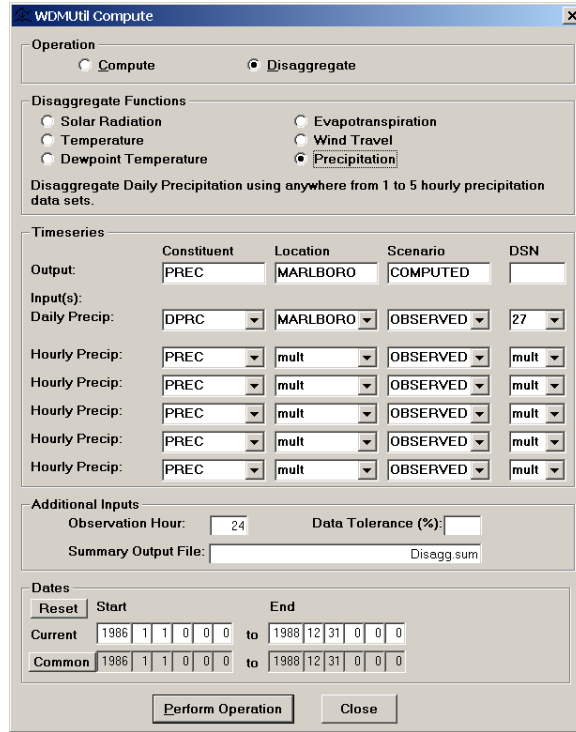 WDMUtil Compute
Operation
Compute Disaggregate
Disaggregate Functions
Solar Radiation Evapotranspiration
Temperature Wind Travel
Dewpoint Temperature Precipitation
Disaggregate Daily Precipitation using anywhere from 1 to 5 hourly precipitation
data sets.
Timeseries
Constituent Location Scenario DSN
Output: PREC MARLBORO COMPUTED
Input(s):
Daily Precip: DPRC MARLBORO OBSERVED 27
Hourly Precip: PREC mult OBSERVED mult
Hourly Precip: PREC mult OBSERVED mult
Hourly Precip: PREC mult OBSERVED mult
Hourly Precip: PREC mult OBSERVED mult
Hourly Precip: PREC mult OBSERVED mult
Additional Inputs
Observation Hour: 24 Data Tolerance (%):
Summary Output File: Disagg.sum
Dates
Reset Start End
Current 1986 1 1 0 0 0 to 1988 12 31 0 0 0
Common 1986 1 1 0 0 0 to 1988 12 31 0 0 0
Perform Operation Close